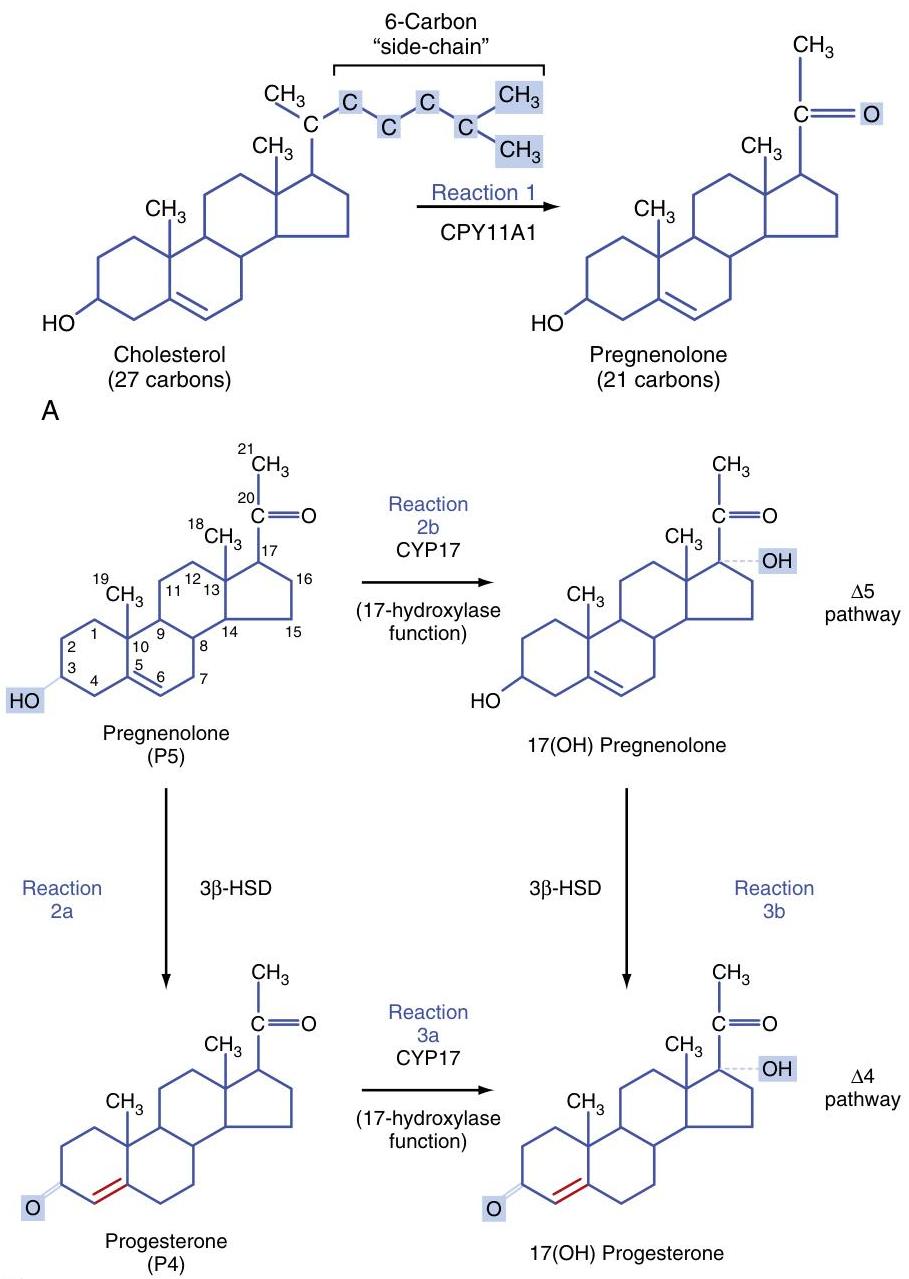 6-Carbon
“side-chain”
CH3
C
C
C
C
C
CH3
CH3
CH3
CH3
HO
Reaction 1
CPY11A1
CH3
C
O
CH3
CH3
HO
Cholesterol
(27 carbons)
Pregnenolone
(21 carbons)
A
21
CH3
20
C
O
18
CH3
17
19
CH3
12
13
16
11
1
9
14
15
2
10
8
3
5
4
6
7
HO
Pregnenolone
(P5)
Reaction
2b
CYP17
(17-hydroxylase
function)
CH3
C
O
CH3
OH
CH3
HO
17(OH) Pregnenolone
Δ5
pathway
Reaction
2a
3β-HSD
3β-HSD
Reaction
3b
CH3
C
O
CH3
CH3
O
Progesterone
(P4)
Reaction
3a
CYP17
(17-hydroxylase
function)
CH3
C
O
CH3
OH
CH3
O
17(OH) Progesterone
Δ4
pathway